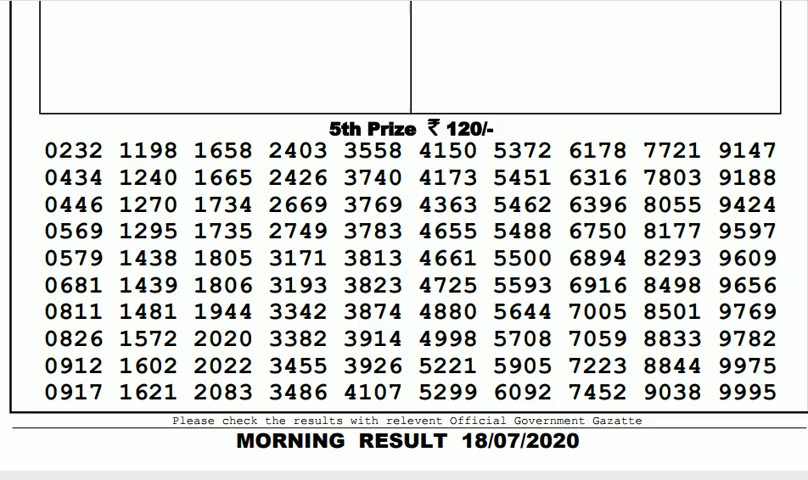 5th Prize ₹ 120/-
0232 1198 1658 2403 3558 4150 5372 6178 7721 9147
0434 1240 1665 2426 3740 4173 5451 6316 7803 9188
0446 1270 1734 2669 3769 4363 5462 6396 8055 9424
0569 1295 1735 2749 3783 4655 5488 6750 8177 9597
0579 1438 1805 3171 3813 4661 5500 6894 8293 9609
0681 1439 1806 3193 3823 4725 5593 6916 8498 9656
0811 1481 1944 3342 3874 4880 5644 7005 8501 9769
0826 1572 2020 3382 3914 4998 5708 7059 8833 9782
0912 1602 2022 3455 3926 5221 5905 7223 8844 9975
0917 1621 2083 3486 4107 5299 6092 7452 9038 9995
Please check the results with relevent Official Government Gazatte
MORNING RESULT 18/07/2020